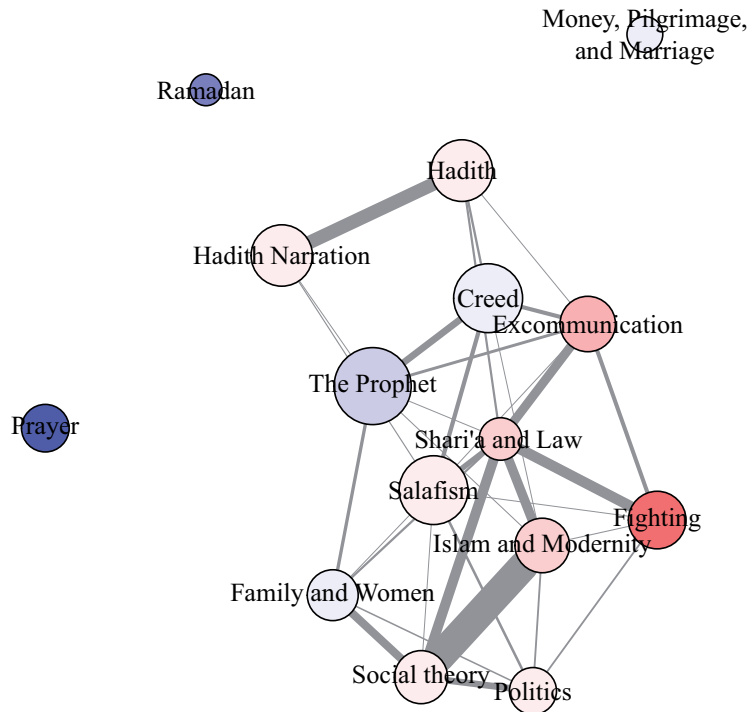 Money, Pilgrimage,
and Marriage
Ramadan
Hadith
Hadith Narration
Creed
Excommunication
The Prophet
Prayer
Shari'a and Law
Salafism
Fighting
Islam and Modernity
Family and Women
Social theory
Politics